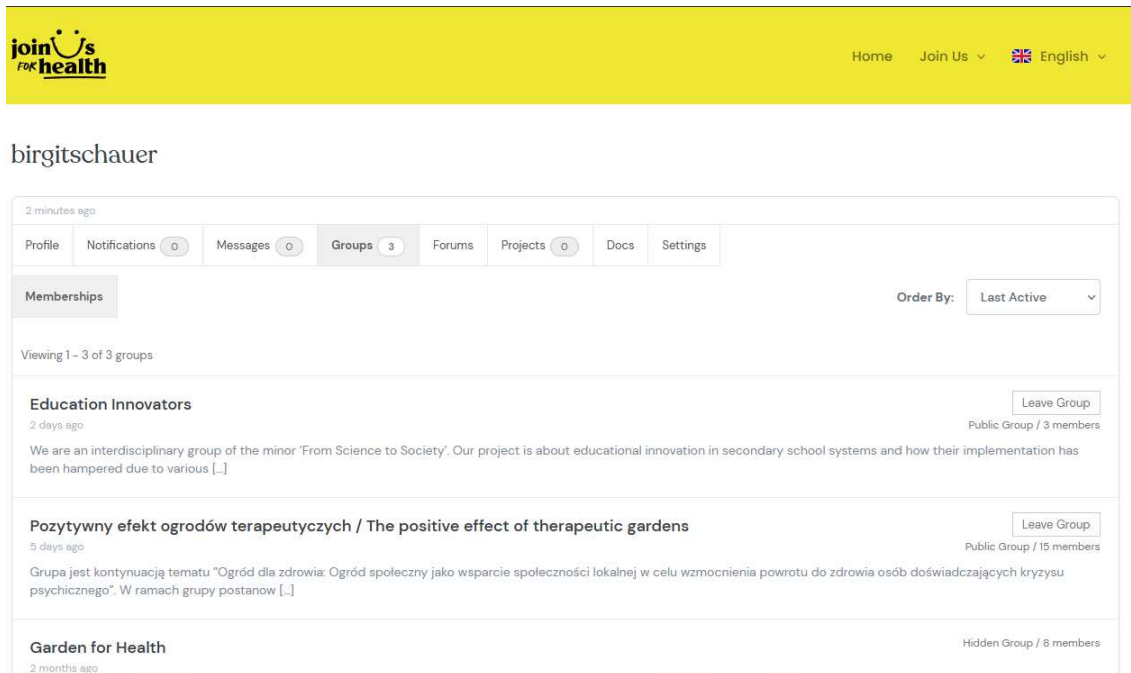 join Us
FOR health
Home Join Us English
birgitschauer
2 minutes ago
Profile Notifications 0 Messages 0 Groups 3 Forums Projects 0 Docs Settings
Memberships
Order By: Last Active
Viewing 1 - 3 of 3 groups
Education Innovators
Leave Group
2 days ago
Public Group / 3 members
We are an interdisciplinary group of the minor 'From Science to Society'. Our project is about educational innovation in secondary school systems and how their implementation has
been hampered due to various [...]
Pozytywny efekt ogrodów terapeutyczych / The positive effect of therapeutic gardens
Leave Group
5 days ago
Public Group / 15 members
Grupa jest kontynuacją tematu "Ogród dla zdrowia: Ogród społeczny jako wsparcie społeczności lokalnej w celu wzmocnienia powrotu do zdrowia osób doświadczających kryzysu
psychicznego". W ramach grupy postanow [...]
Garden for Health
Hidden Group / 8 members
2 months ago